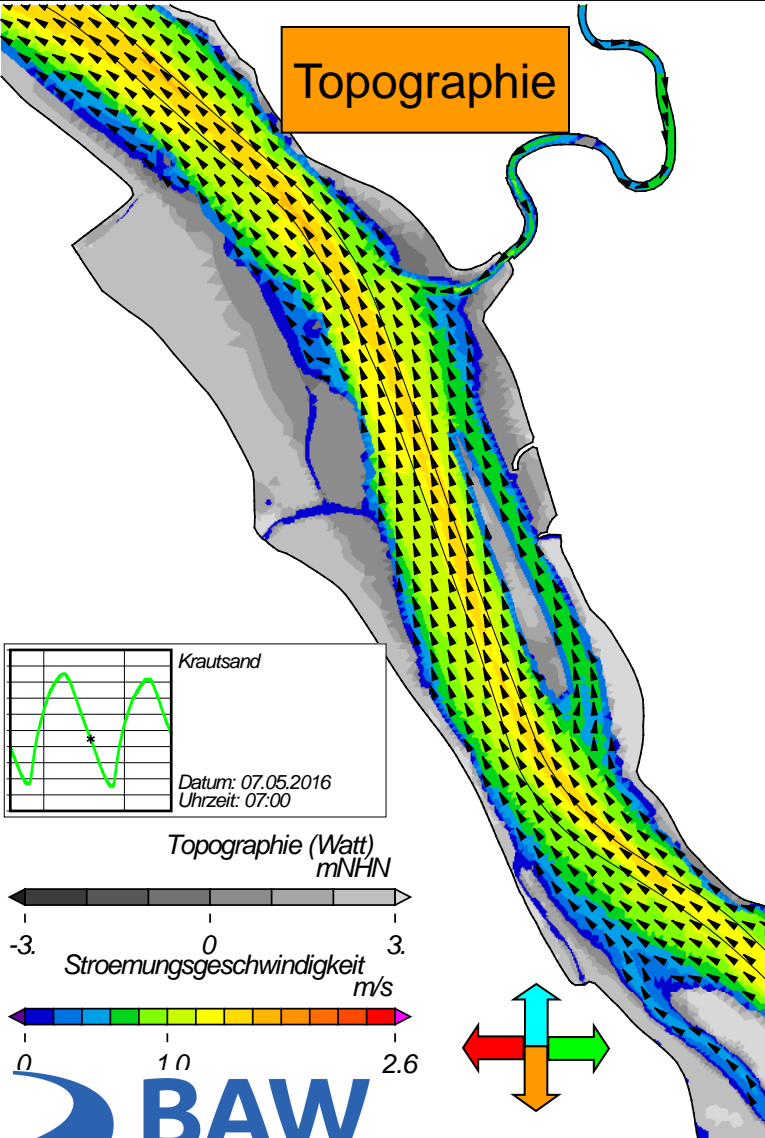 Topographie
Krautsand
Datum: 07.05.2016
Uhrzeit: 07:00
Topographie (Watt)
mNHN
-3. 0 3.
Stroemungsgeschwindigkeit
m/s
0 1.0 2.6
BAW